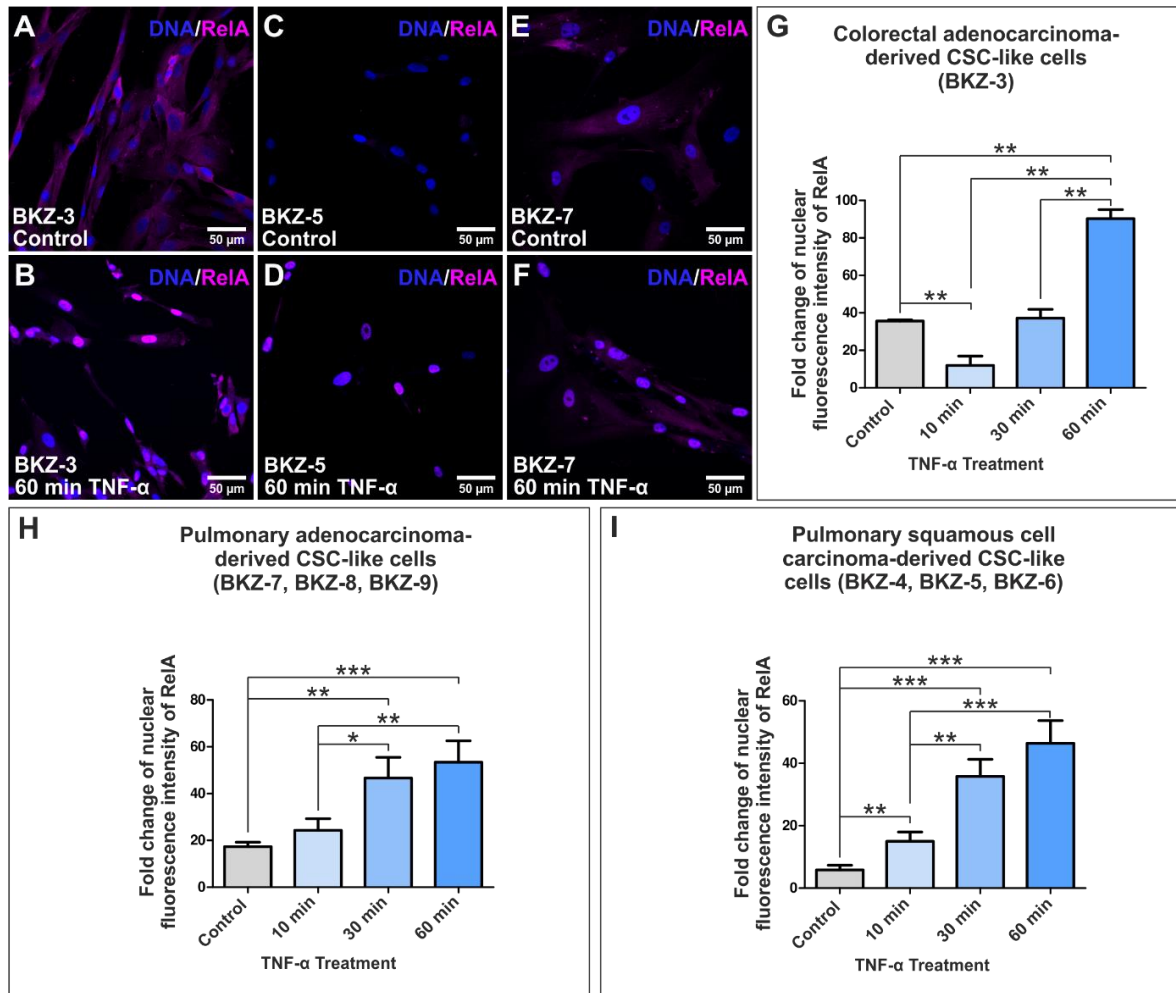 A
DNA/RelA
BKZ-3
Control
50 µm
C
DNA/RelA
BKZ-5
Control
50 µm
E
DNA/RelA
BKZ-7
Control
50 µm
B
DNA/RelA
BKZ-3
60 min TNF-α
50 µm
D
DNA/RelA
BKZ-5
60 min TNF-α
50 µm
F
DNA/RelA
BKZ-7
60 min TNF-α
50 µm
G
Colorectal adenocarcinoma-
derived CSC-like cells
(BKZ-3)
Fold change of nuclear
fluorescence intensity of RelA
100
80
60
40
20
0
**
**
**
**
Control
10 min
30 min
60 min
TNF-α Treatment
H
Pulmonary adenocarcinoma-
derived CSC-like cells
(BKZ-7, BKZ-8, BKZ-9)
Fold change of nuclear
fluorescence intensity of RelA
80
60
40
20
0
***
**
**
*
Control
10 min
30 min
60 min
TNF-α Treatment
I
Pulmonary squamous cell
carcinoma-derived CSC-like
cells (BKZ-4, BKZ-5, BKZ-6)
Fold change of nuclear
fluorescence intensity of RelA
60
40
20
0
***
***
***
**
**
Control
10 min
30 min
60 min
TNF-α Treatment